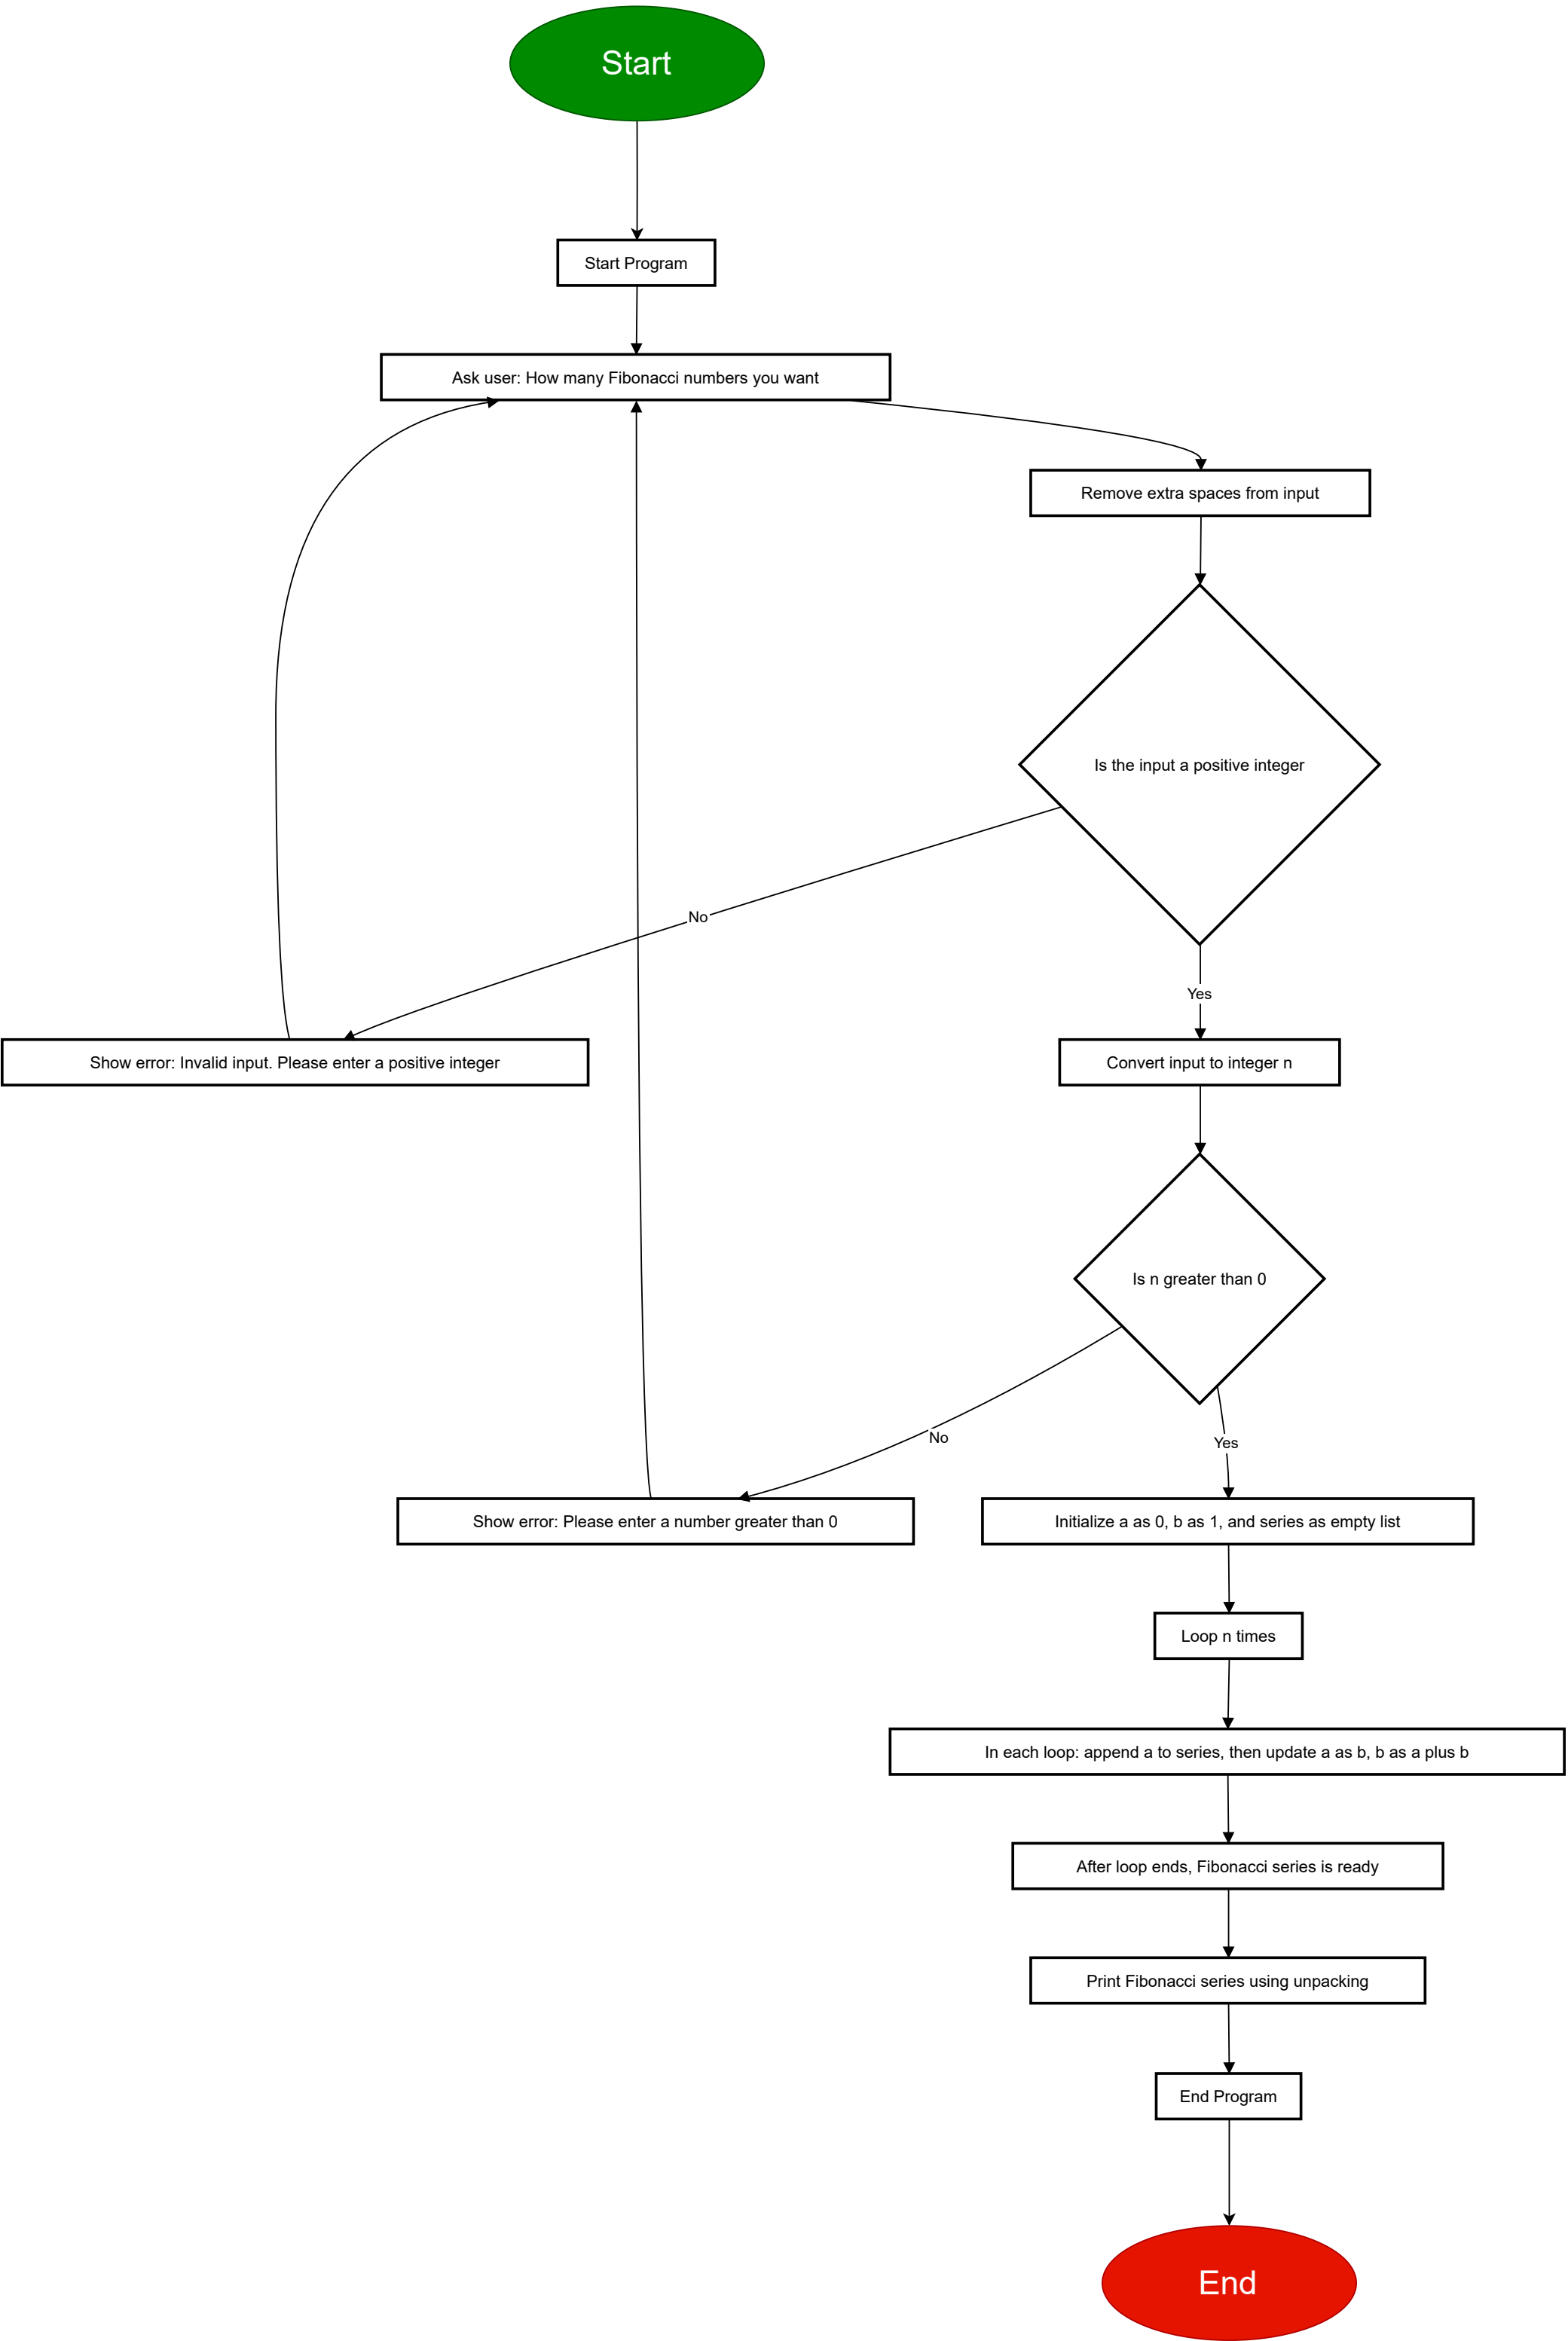 Start
Start Program
Ask user: How many Fibonacci numbers you want
Remove extra spaces from input
Is the input a positive integer
No
Yes
Show error: Invalid input. Please enter a positive integer
Convert input to integer n
Is n greater than 0
No
Yes
Show error: Please enter a number greater than 0
Initialize a as 0, b as 1, and series as empty list
Loop n times
In each loop: append a to series, then update a as b, b as a plus b
After loop ends, Fibonacci series is ready
Print Fibonacci series using unpacking
End Program
End